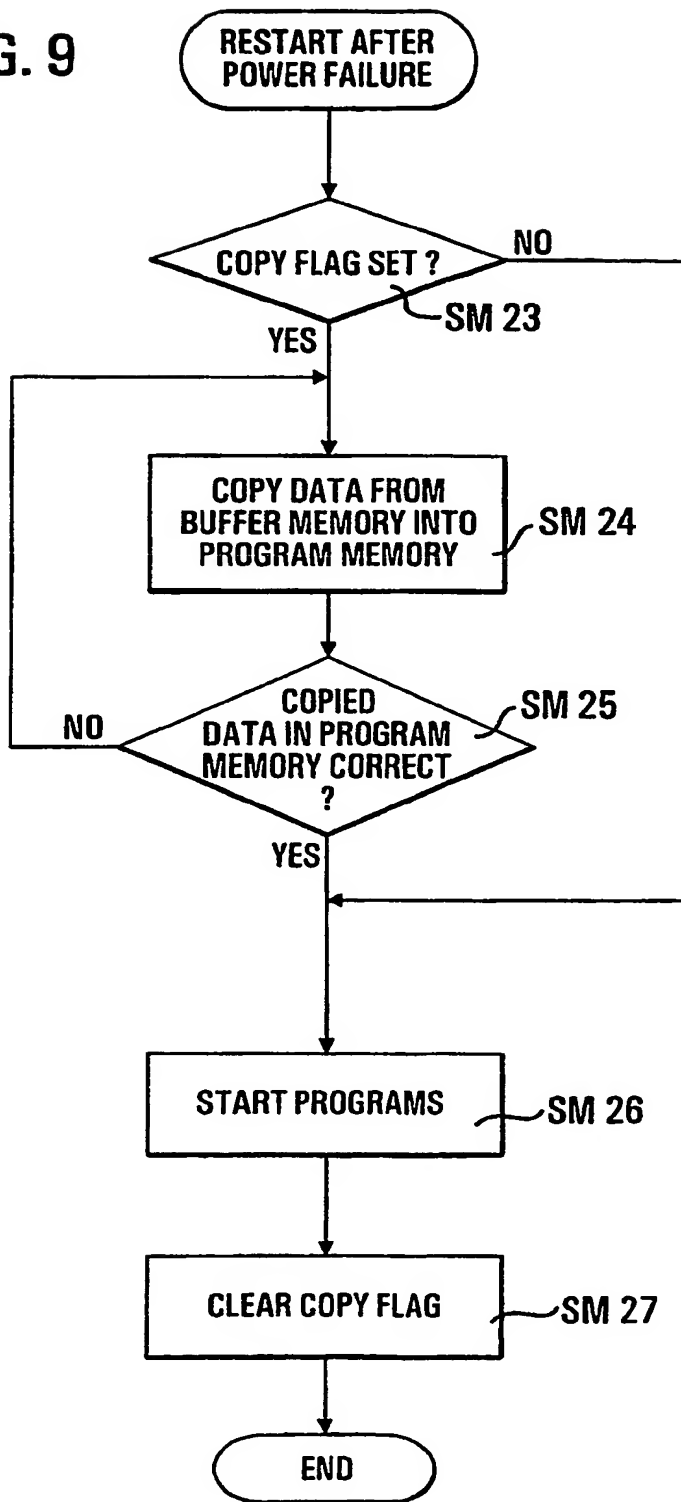 G. 9
RESTART AFTER
POWER FAILURE
COPY FLAG SET ?
NO
SM 23
YES
COPY DATA FROM
BUFFER MEMORY INTO
PROGRAM MEMORY
SM 24
COPIED
DATA IN PROGRAM
MEMORY CORRECT
?
SM 25
NO
YES
START PROGRAMS
SM 26
CLEAR COPY FLAG
SM 27
END